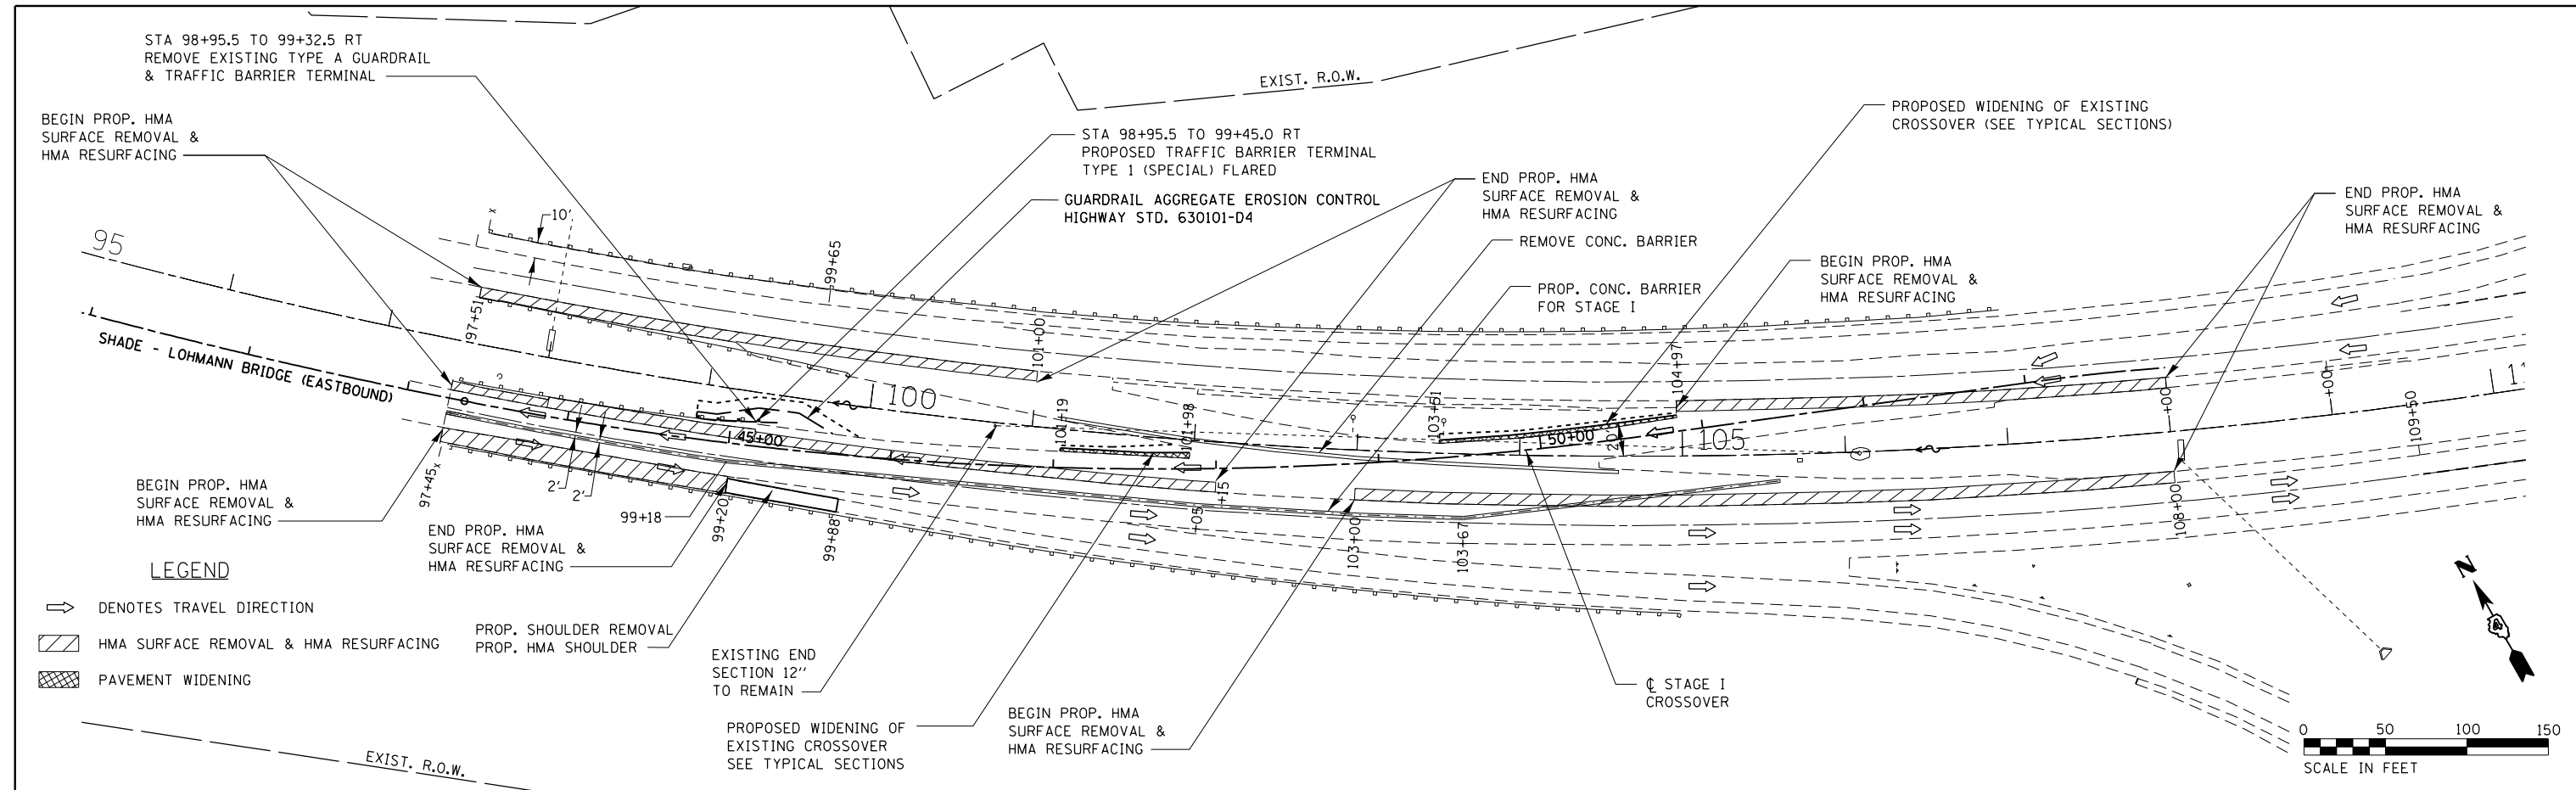 STA 98+95.5 TO 99+32.5 RT
REMOVE EXISTING TYPE A GUARDRAIL
& TRAFFIC BARRIER TERMINAL
BEGIN PROP. HMA
SURFACE REMOVAL &
HMA RESURFACING
EXIST. R.O.W.
STA 98+95.5 TO 99+45.0 RT
PROPOSED TRAFFIC BARRIER TERMINAL
TYPE 1 (SPECIAL) FLARED
GUARDRAIL AGGREGATE EROSION CONTROL
HIGHWAY STD. 630101-D4
END PROP. HMA
SURFACE REMOVAL &
HMA RESURFACING
REMOVE CONC. BARRIER
PROP. CONC. BARRIER
FOR STAGE I
PROPOSED WIDENING OF EXISTING
CROSSOVER (SEE TYPICAL SECTIONS)
BEGIN PROP. HMA
SURFACE REMOVAL &
HMA RESURFACING
END PROP. HMA
SURFACE REMOVAL &
HMA RESURFACING
95
x
10'
99+65
97+51
101+00
SHADE - LOHMANN BRIDGE (EASTBOUND)
100
45+00
101+19
101+98
103+51
50+00
20'
104+97
105
+00
+00
109+50
11
BEGIN PROP. HMA
SURFACE REMOVAL &
HMA RESURFACING
97+45
x
2'
2'
99+18
99+20
99+88
+05
+15
103+00
103+67
108+00
END PROP. HMA
SURFACE REMOVAL &
HMA RESURFACING
LEGEND
DENOTES TRAVEL DIRECTION
HMA SURFACE REMOVAL & HMA RESURFACING
PAVEMENT WIDENING
PROP. SHOULDER REMOVAL
PROP. HMA SHOULDER
EXISTING END
SECTION 12"
TO REMAIN
PROPOSED WIDENING OF
EXISTING CROSSOVER
SEE TYPICAL SECTIONS
BEGIN PROP. HMA
SURFACE REMOVAL &
HMA RESURFACING
℄ STAGE I
CROSSOVER
N
EXIST. R.O.W.
0 50 100 150
SCALE IN FEET